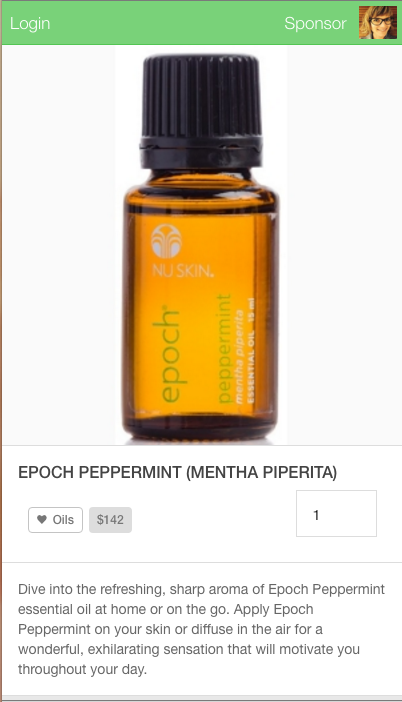 Login
Sponsor
NU SKIN.
epoch®
peppermint
mentha piperita
ESSENTIAL OIL 15 ml
EPOCH PEPPERMINT (MENTHA PIPERITA)
Oils
$142
1
Dive into the refreshing, sharp aroma of Epoch Peppermint
essential oil at home or on the go. Apply Epoch
Peppermint on your skin or diffuse in the air for a
wonderful, exhilarating sensation that will motivate you
throughout your day.